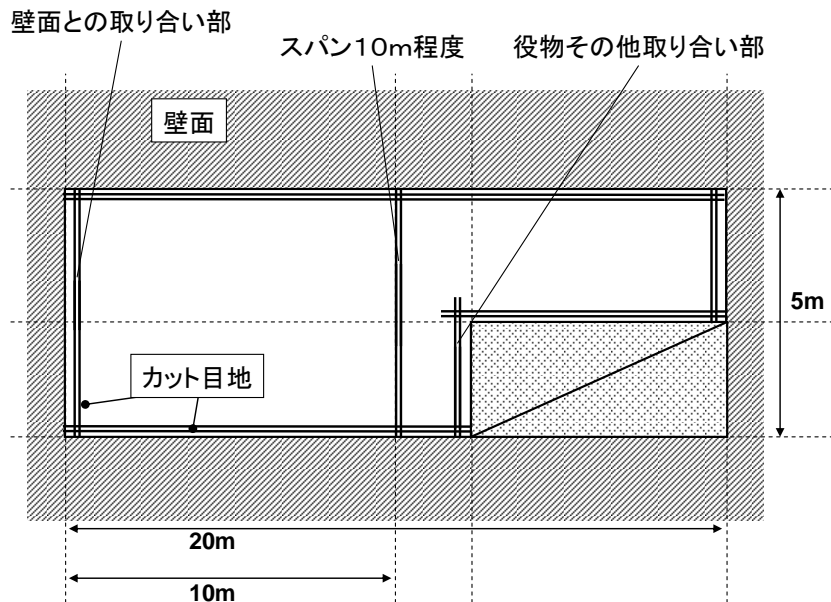 壁面との取り合い部
スパン１０ｍ程度
役物その他取り合い部
壁面
5m
カット目地
20m
10m